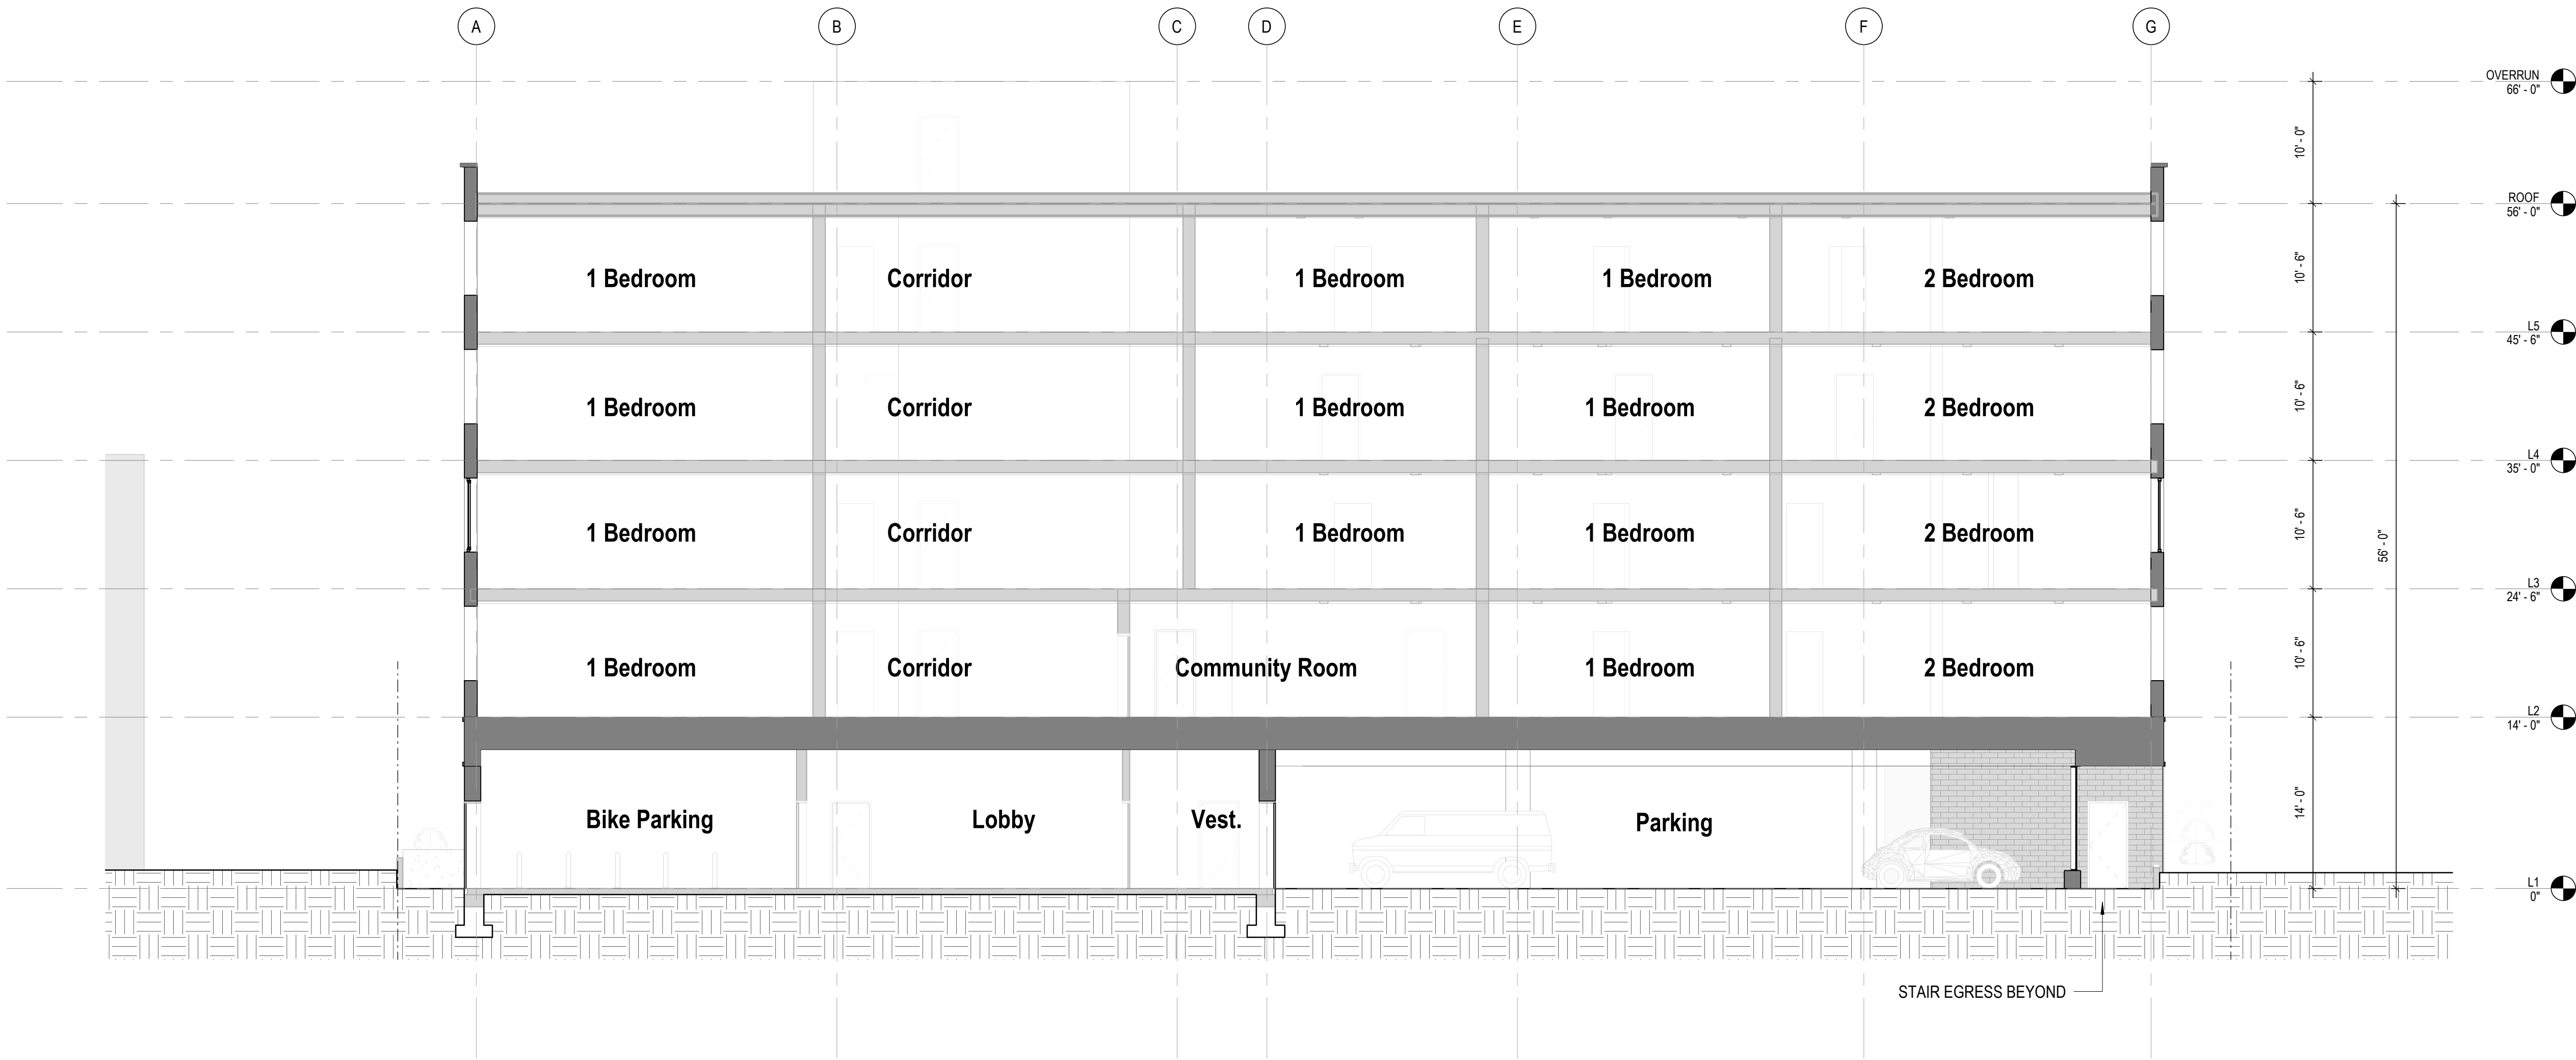 A B C D E F G
OVERRUN
66' - 0"
10' - 0"
ROOF
56' - 0"
1 Bedroom Corridor 1 Bedroom 1 Bedroom 2 Bedroom
10' - 6"
L5
45' - 6"
1 Bedroom Corridor 1 Bedroom 1 Bedroom 2 Bedroom
10' - 6"
L4
35' - 0"
1 Bedroom Corridor 1 Bedroom 1 Bedroom 2 Bedroom
10' - 6"
56' - 0"
L3
24' - 6"
1 Bedroom Corridor Community Room 1 Bedroom 2 Bedroom
10' - 6"
L2
14' - 0"
Bike Parking Lobby Vest. Parking
14' - 0"
L1
0"
STAIR EGRESS BEYOND